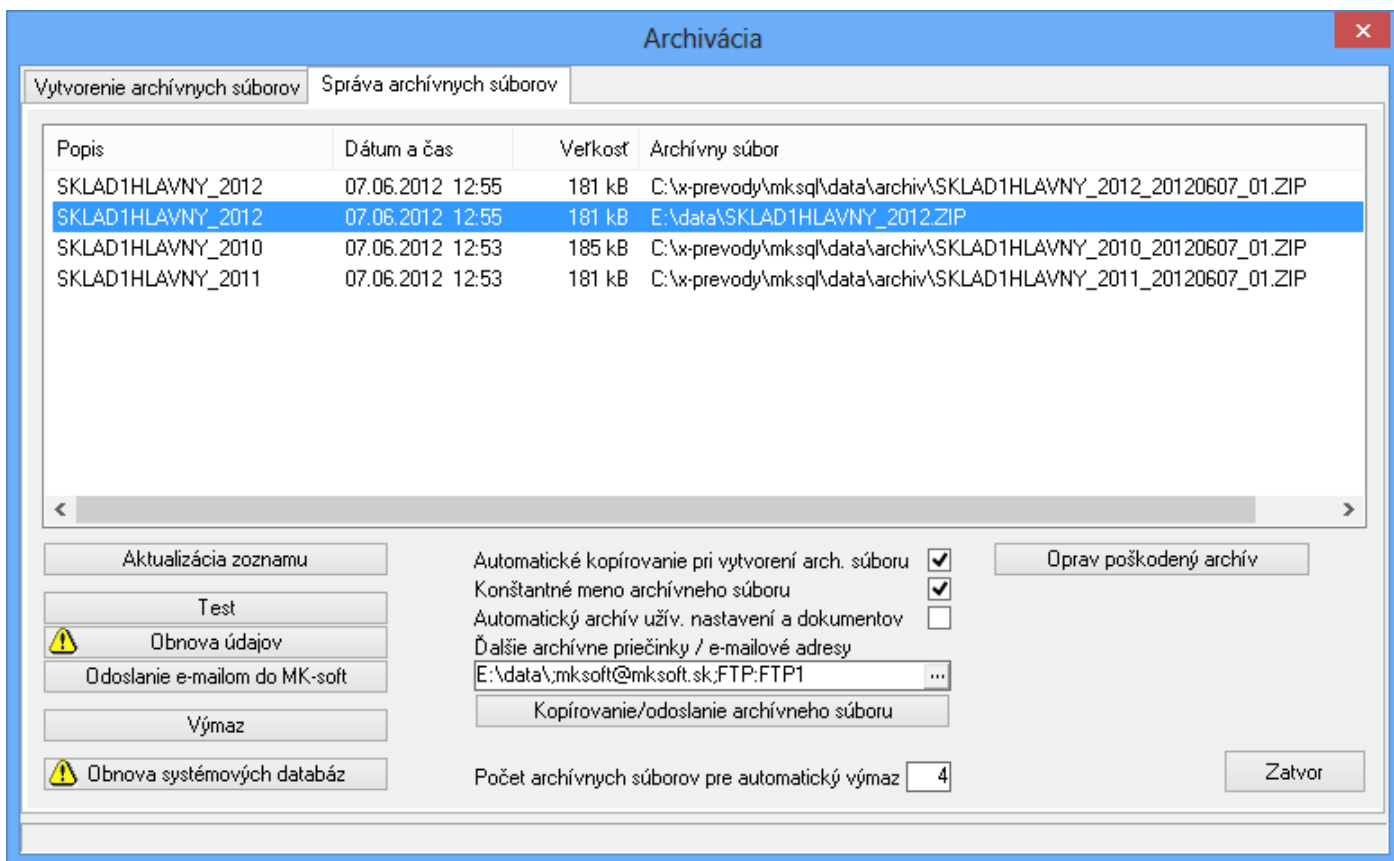 Archivácia
Vytvorenie archívnych súborov Správa archívnych súborov
Popis Dátum a čas Veľkosť Archívny súbor
SKLAD1HLAVNY_2012 07.06.2012 12:55 181 kB C:\x-prevody\mksql\data\archiv\SKLAD1HLAVNY_2012_20120607_01.ZIP
SKLAD1HLAVNY_2012 07.06.2012 12:55 181 kB E:\data\SKLAD1HLAVNY_2012.ZIP
SKLAD1HLAVNY_2010 07.06.2012 12:53 185 kB C:\x-prevody\mksql\data\archiv\SKLAD1HLAVNY_2010_20120607_01.ZIP
SKLAD1HLAVNY_2011 07.06.2012 12:53 181 kB C:\x-prevody\mksql\data\archiv\SKLAD1HLAVNY_2011_20120607_01.ZIP
Aktualizácia zoznamu
Test
Obnova údajov
Odoslanie e-mailom do MK-soft
Výmaz
Obnova systémových databáz
Automatické kopírovanie pri vytvorení arch. súboru
Konštantné meno archívneho súboru
Automatický archív užív. nastavení a dokumentov
Ďalšie archívne priečinky / e-mailové adresy
E:\data\;mksoft@mksoft.sk;FTP:FTP1 ...
Kopírovanie/odoslanie archívneho súboru
Počet archívnych súborov pre automatický výmaz 4
Oprav poškodený archív
Zatvor